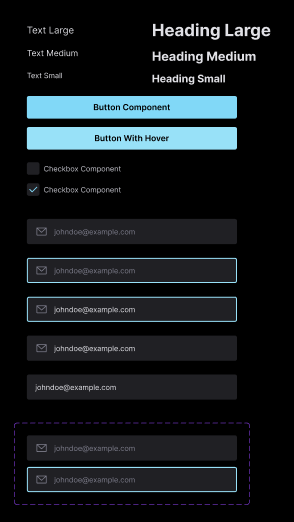 Text Large
Heading Large
Text Medium
Heading Medium
Text Small
Heading Small
Button Component
Button With Hover
Checkbox Component
Checkbox Component
johndoe@example.com
johndoe@example.com
johndoe@example.com
johndoe@example.com
johndoe@example.com
johndoe@example.com
johndoe@example.com